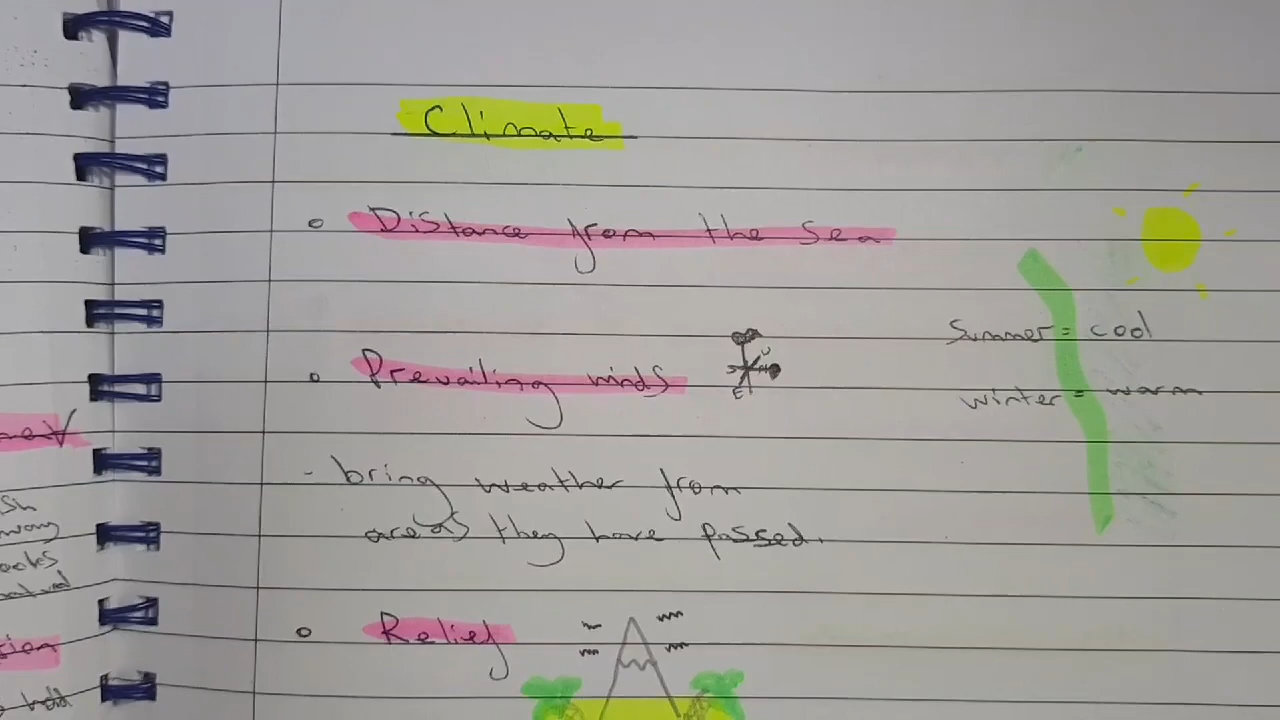 Climate
Distance from the sea
Summer = cool
winter = warm
Prevailing winds
E
- bring weather from
areas they have passed.
Relief